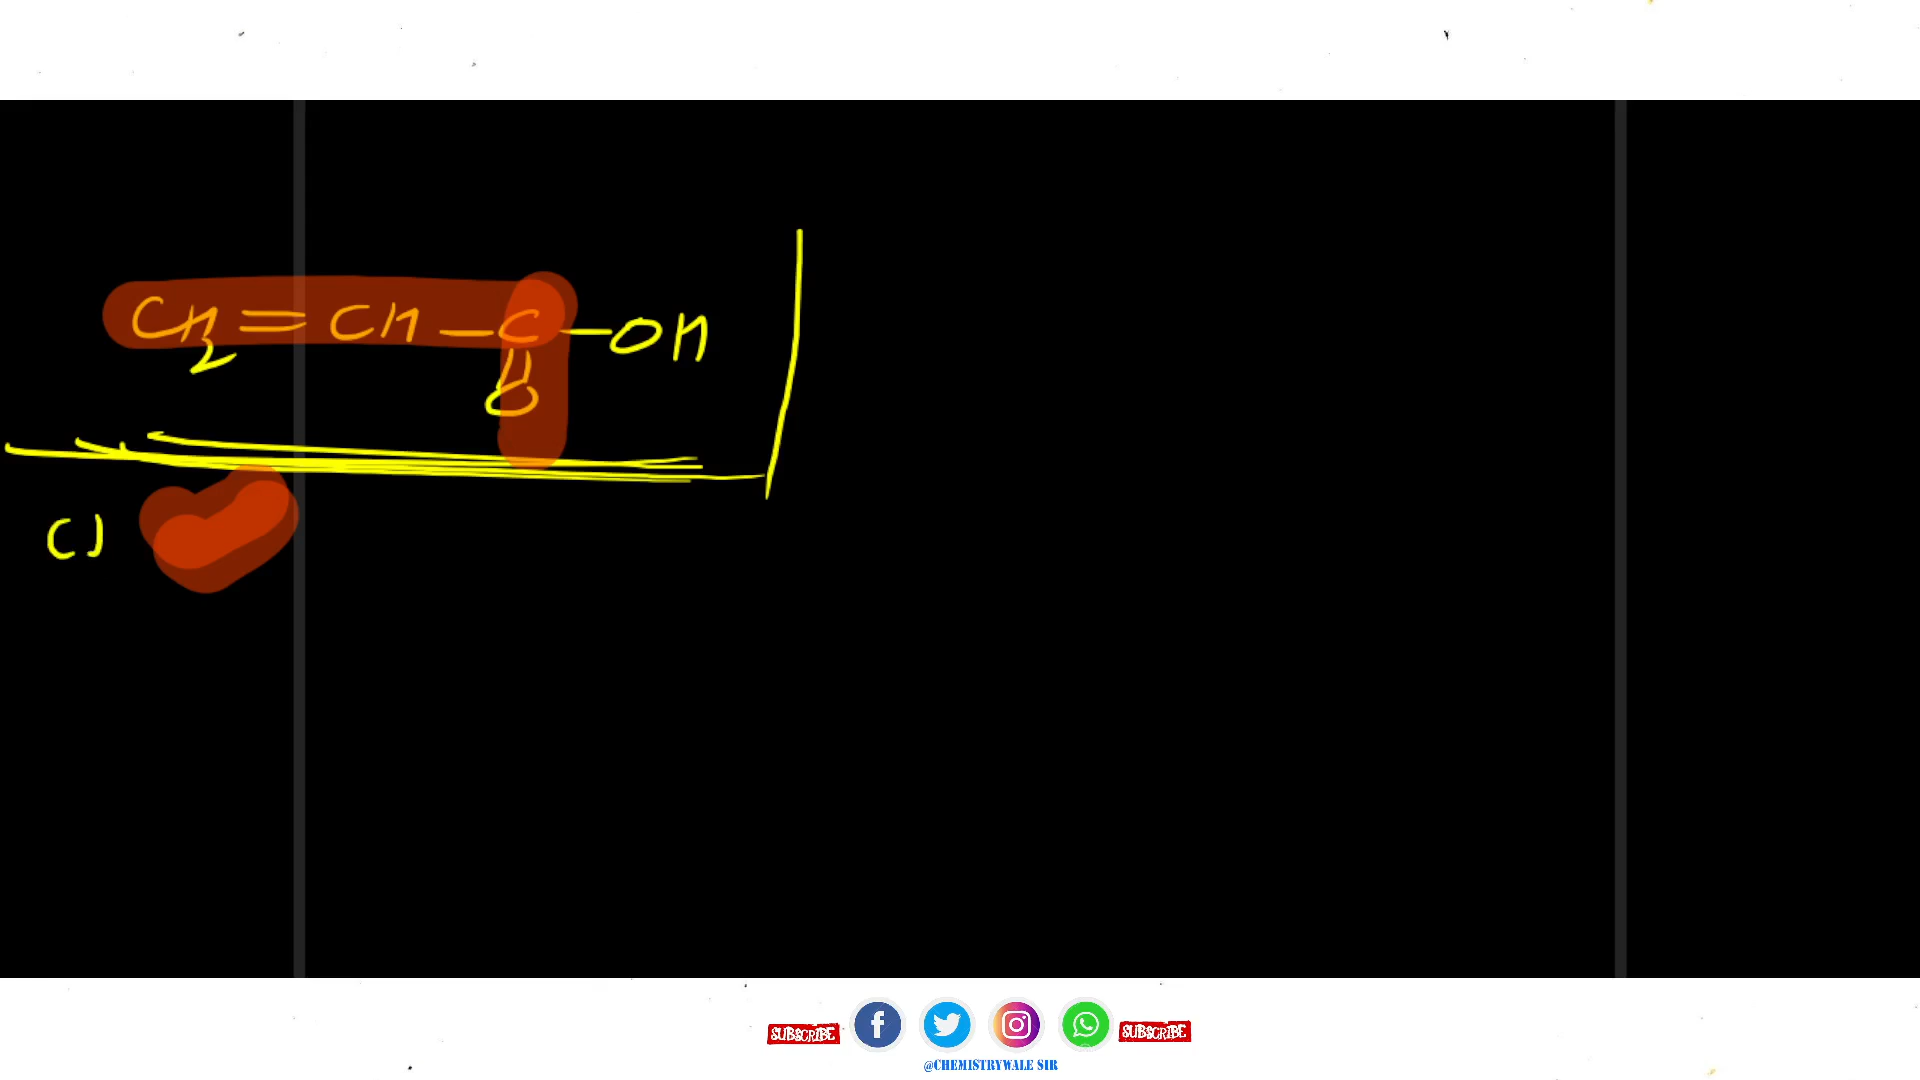 CH2=CH-C-OH
||
O
C)
SUBSCRIBE SUBSCRIBE
@CHEMISTRYWALE SIR